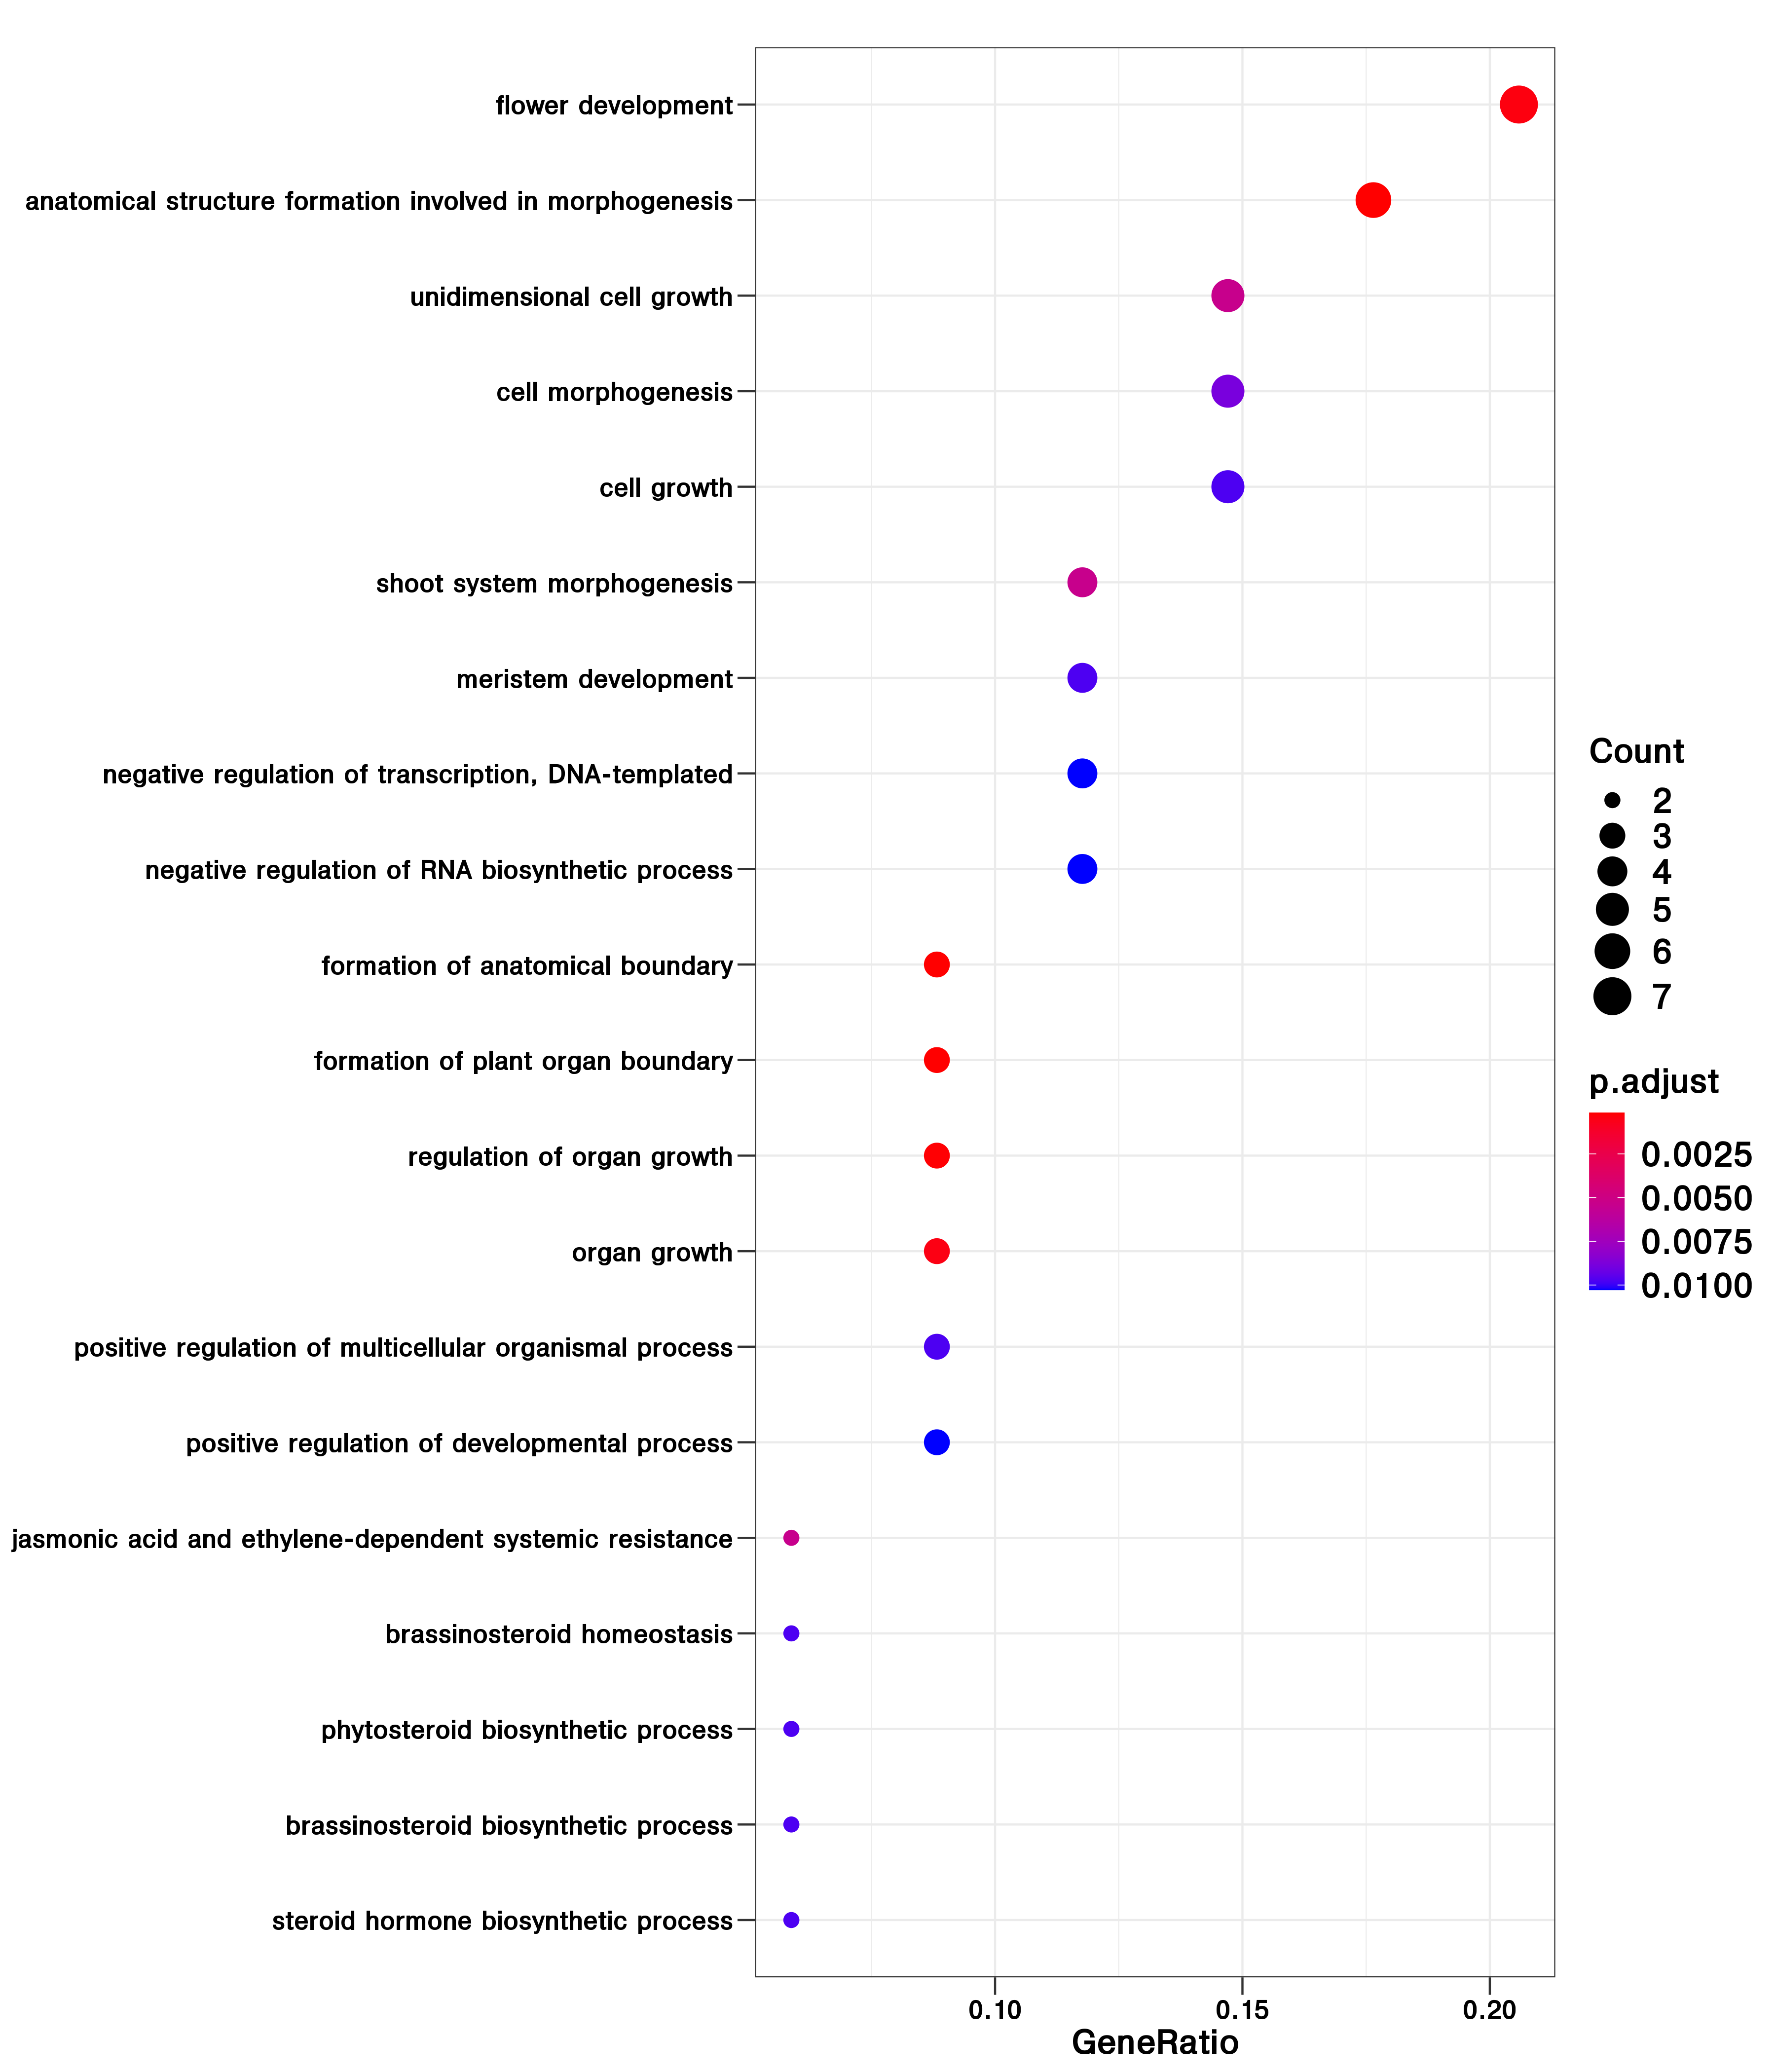 flower development
anatomical structure formation involved in morphogenesis
unidimensional cell growth
cell morphogenesis
cell growth
shoot system morphogenesis
meristem development
negative regulation of transcription, DNA-templated
negative regulation of RNA biosynthetic process
formation of anatomical boundary
formation of plant organ boundary
regulation of organ growth
organ growth
positive regulation of multicellular organismal process
positive regulation of developmental process
jasmonic acid and ethylene-dependent systemic resistance
brassinosteroid homeostasis
phytosteroid biosynthetic process
brassinosteroid biosynthetic process
steroid hormone biosynthetic process
0.10 0.15 0.20
GeneRatio
Count
2
3
4
5
6
7
p.adjust
0.0025
0.0050
0.0075
0.0100